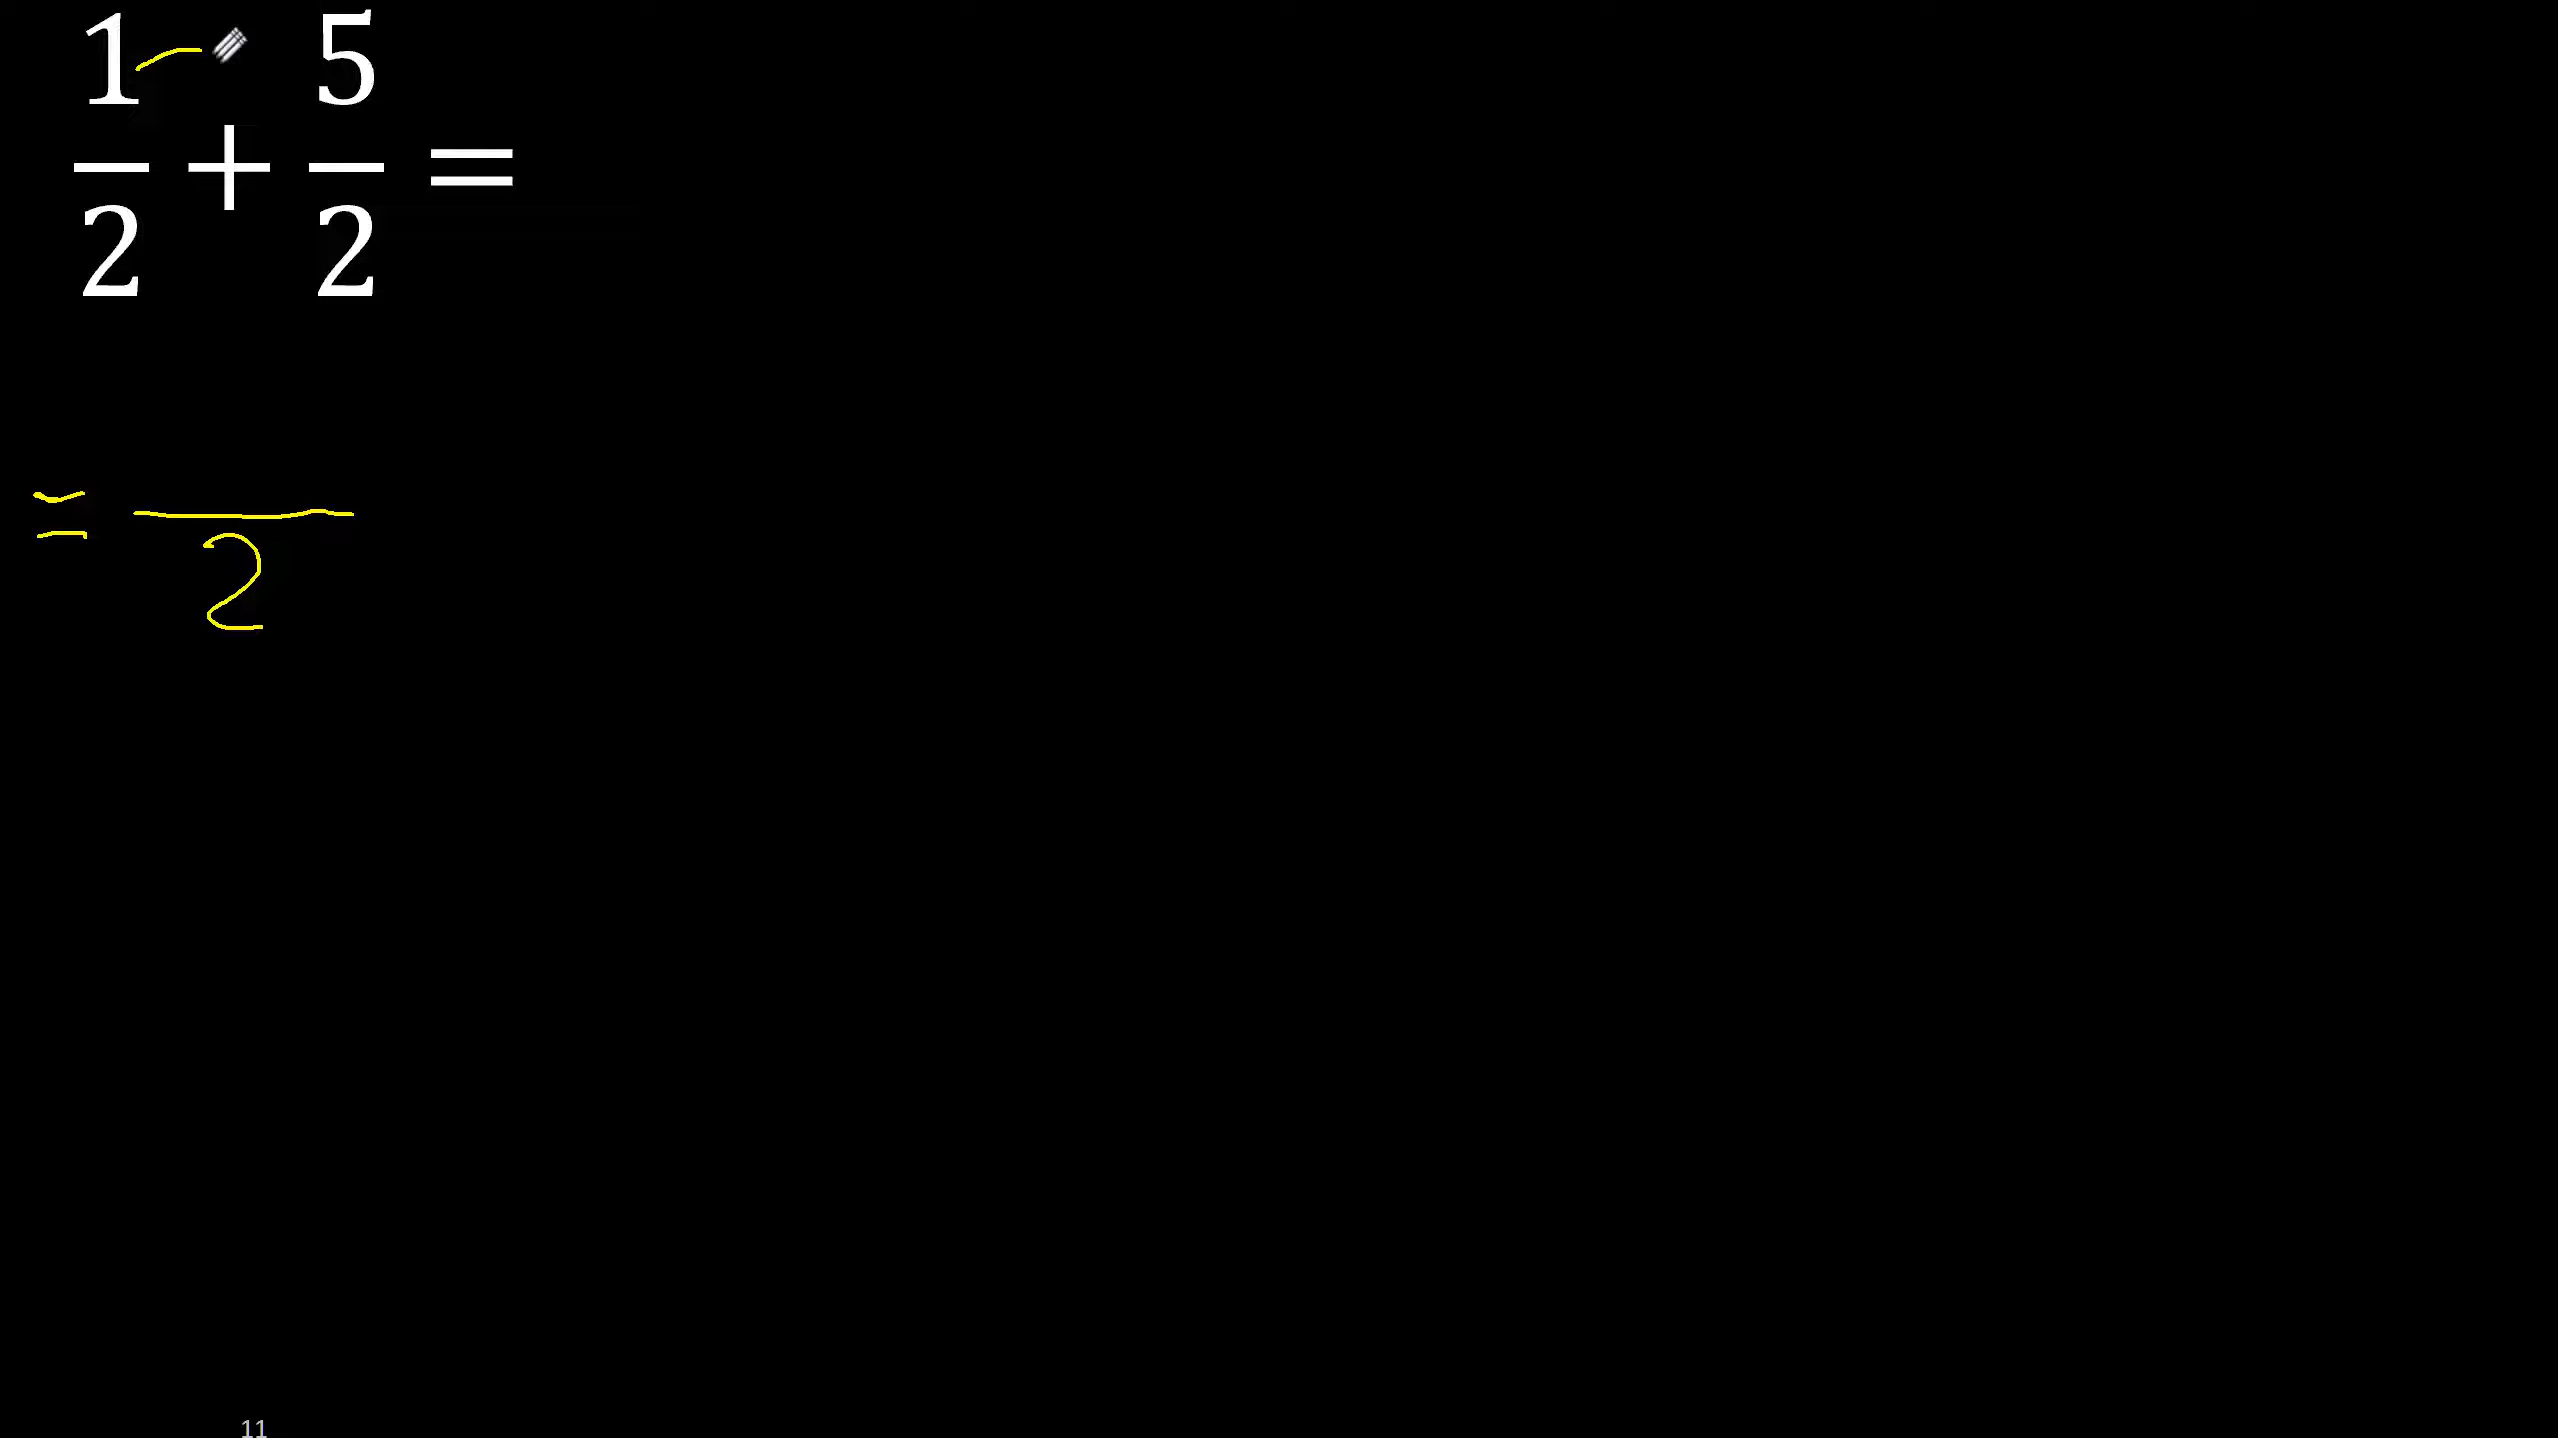 1/2 + 5/2 =
= /2
11